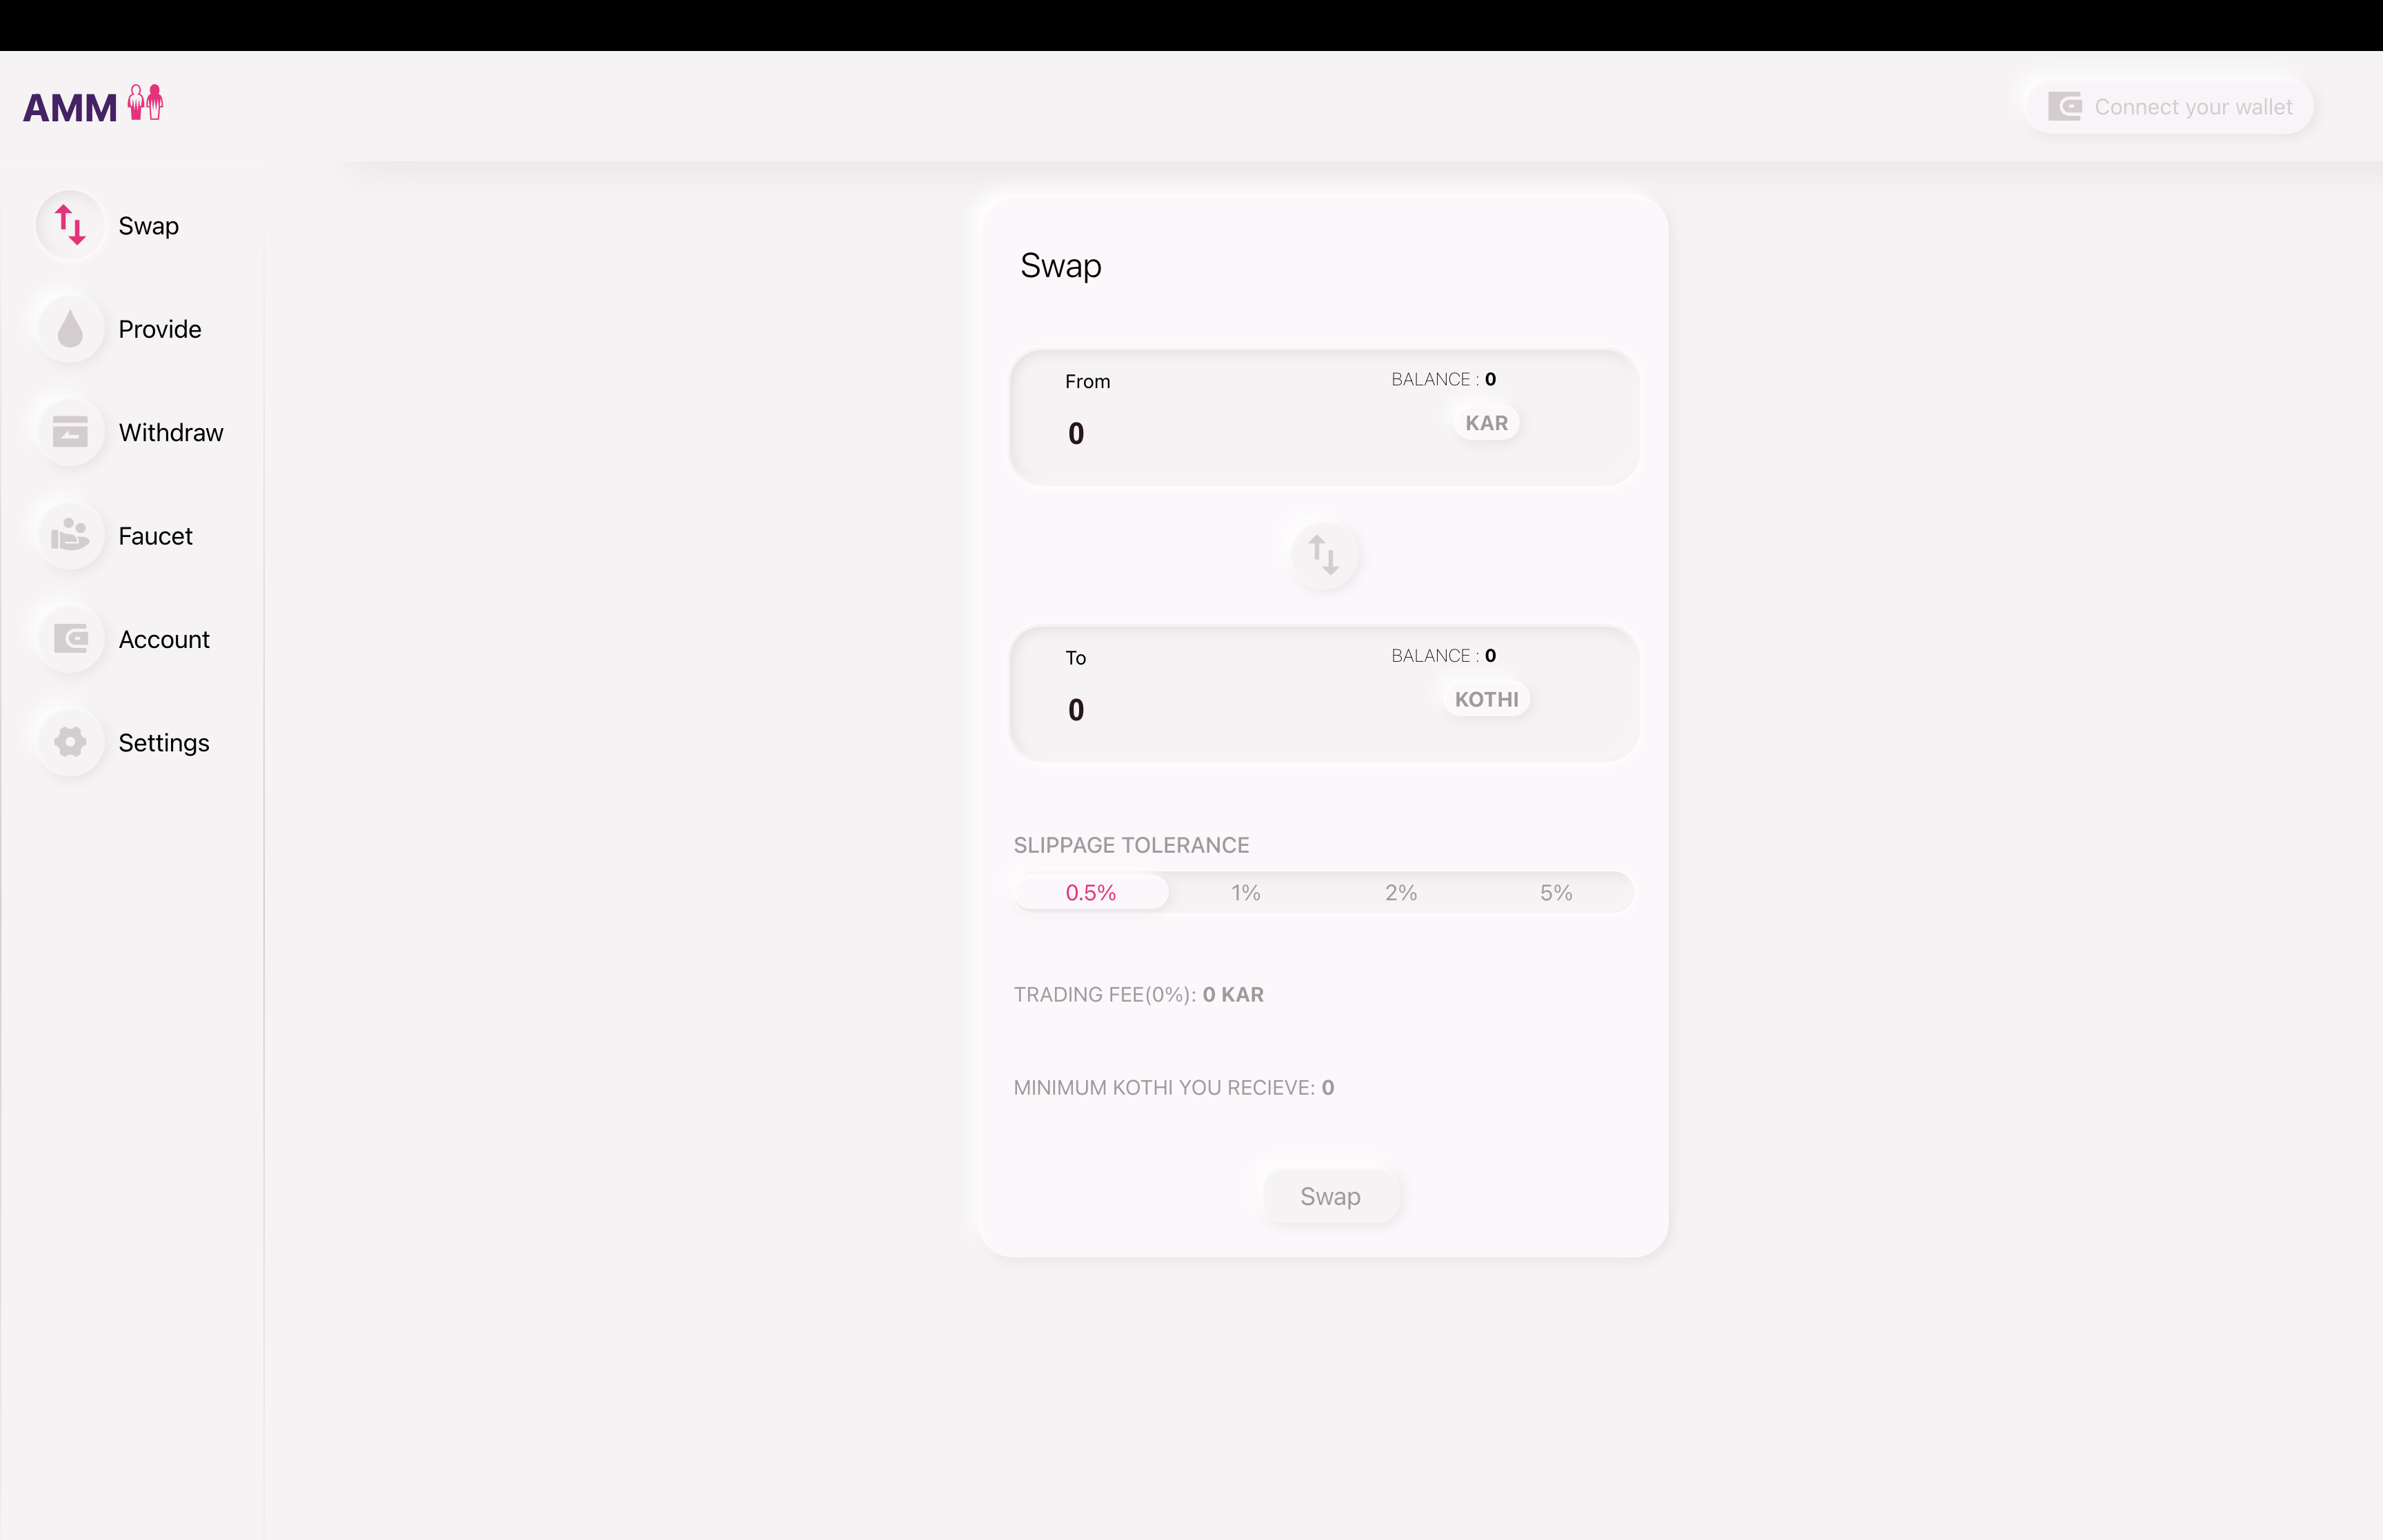 AMM
Connect your wallet
Swap
Provide
Withdraw
Faucet
Account
Settings
Swap
From
BALANCE : 0
0
KAR
To
BALANCE : 0
0
KOTHI
SLIPPAGE TOLERANCE
0.5% 1% 2% 5%
TRADING FEE(0%): 0 KAR
MINIMUM KOTHI YOU RECIEVE: 0
Swap